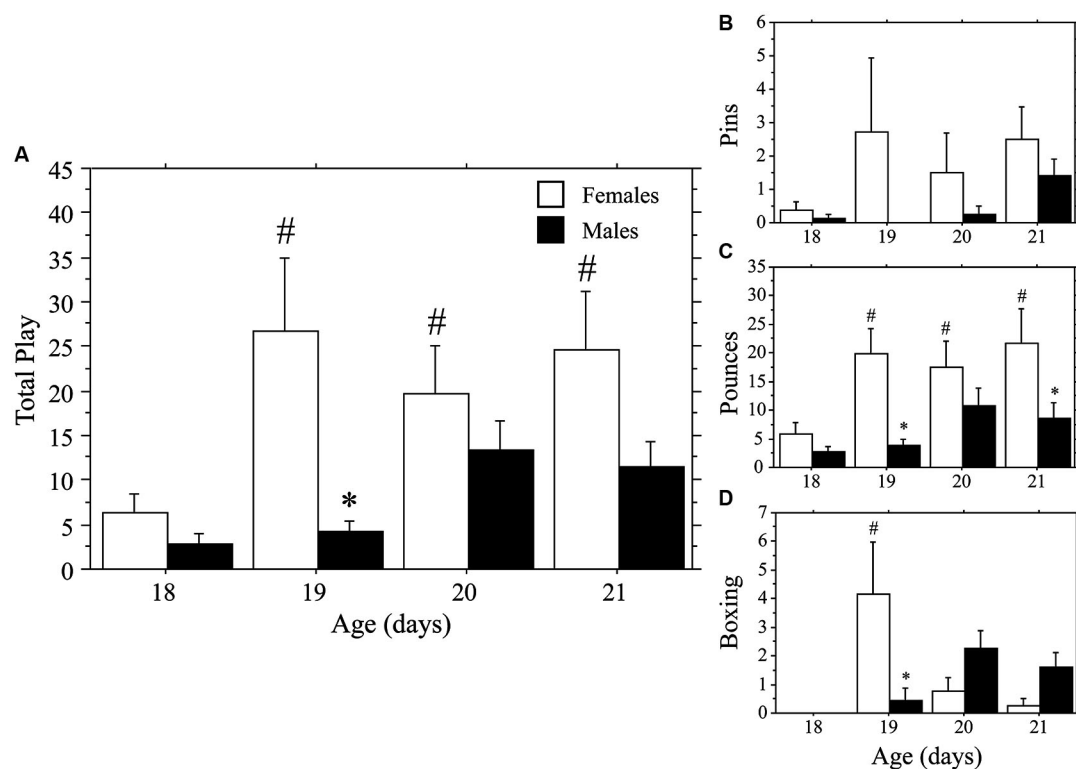 A
Total Play
45
40
35
30
25
20
15
10
5
0
# # #
*
Females
Males
18 19 20 21
Age (days)
B
Pins
6
5
4
3
2
1
0
18 19 20 21
C
Pounces
35
30
25
20
15
10
5
0
# # #
* *
18 19 20 21
D
Boxing
7
6
5
4
3
2
1
0
#
*
18 19 20 21
Age (days)